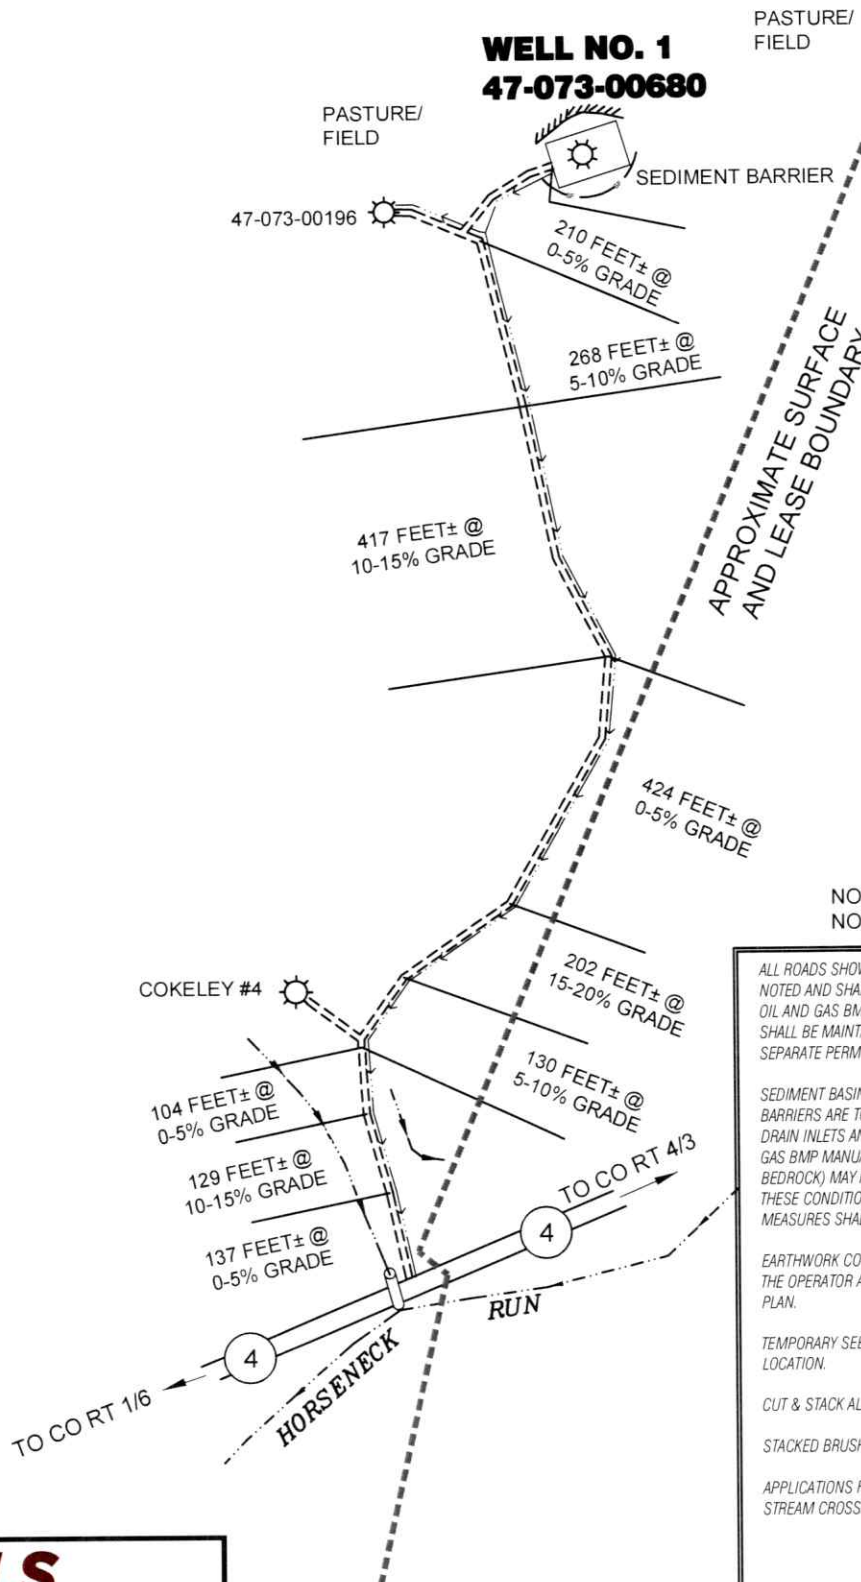 PASTURE/
FIELD
WELL NO. 1
47-073-00680
PASTURE/
FIELD
SEDIMENT BARRIER
47-073-00196
210 FEET± @
0-5% GRADE
268 FEET± @
5-10% GRADE
APPROXIMATE SURFACE
AND LEASE BOUNDARY
417 FEET± @
10-15% GRADE
424 FEET± @
0-5% GRADE
NO
NO
COKELEY #4
202 FEET± @
15-20% GRADE
130 FEET± @
5-10% GRADE
104 FEET± @
0-5% GRADE
129 FEET± @
10-15% GRADE
137 FEET± @
0-5% GRADE
TO CO RT 4/3
4
RUN
4
HORSENECK
TO CO RT 1/6
ALL ROADS SHOW
NOTED AND SHA
OIL AND GAS BM
SHALL BE MAINT
SEPARATE PERM
SEDIMENT BASIN
BARRIERS ARE TO
DRAIN INLETS AN
GAS BMP MANUA
BEDROCK) MAY
THESE CONDITIO
MEASURES SHA
EARTHWORK CO
THE OPERATOR A
PLAN.
TEMPORARY SEE
LOCATION.
CUT & STACK AL
STACKED BRUSH
APPLICATIONS
STREAM CROSS
S